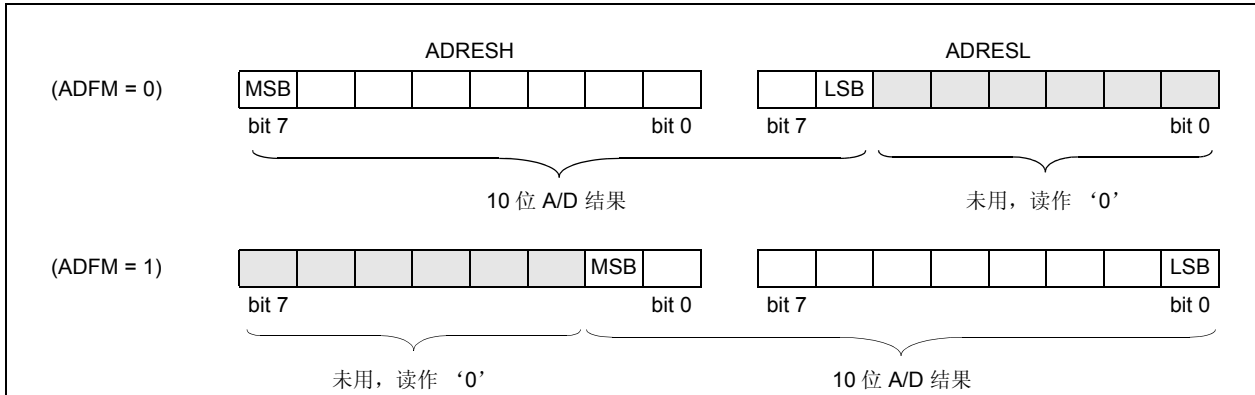 ADRESH ADRESL
(ADFM = 0) MSB LSB
bit 7 bit 0 bit 7 bit 0
10 位 A/D 结果 未用，读作 ‘0’
(ADFM = 1) MSB LSB
bit 7 bit 0 bit 7 bit 0
未用，读作 ‘0’ 10 位 A/D 结果